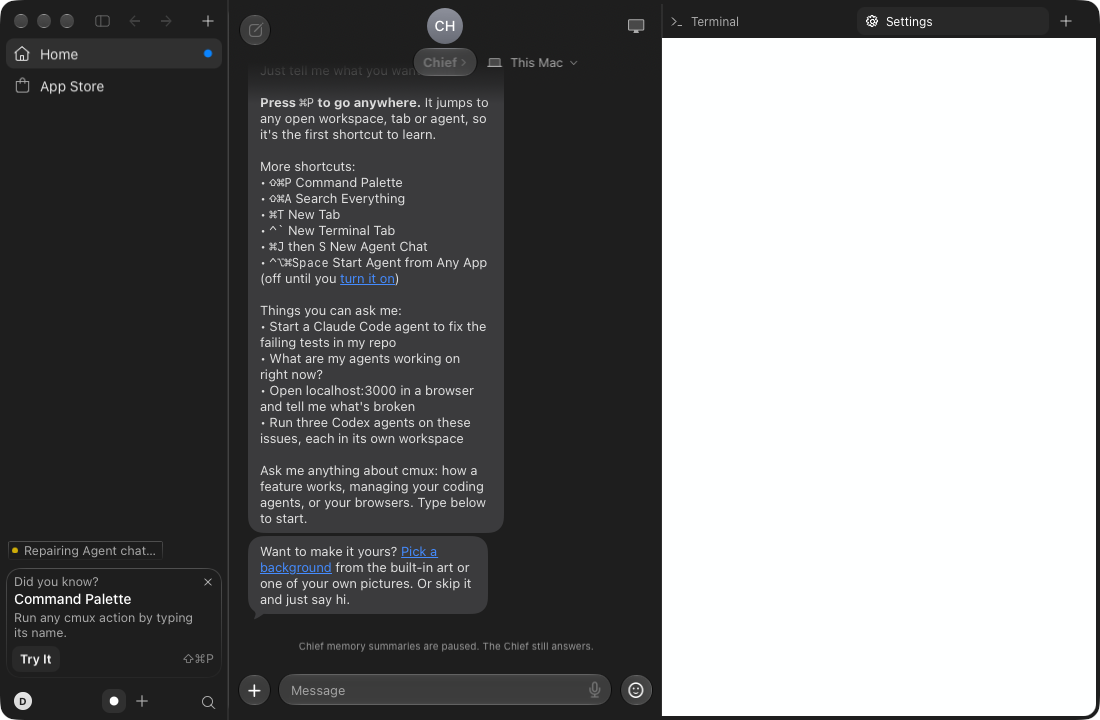 Terminal
Settings
Home
App Store
CH
Chief
This Mac
Just tell me what you wan
Press ⌘P to go anywhere. It jumps to
any open workspace, tab or agent, so
it's the first shortcut to learn.
More shortcuts:
• ⇧⌘P Command Palette
• ⇧⌘A Search Everything
• ⌘T New Tab
• ^` New Terminal Tab
• ⌘J then S New Agent Chat
• ^⌥⌘Space Start Agent from Any App
(off until you turn it on)
Things you can ask me:
• Start a Claude Code agent to fix the
failing tests in my repo
• What are my agents working on
right now?
• Open localhost:3000 in a browser
and tell me what's broken
• Run three Codex agents on these
issues, each in its own workspace
Ask me anything about cmux: how a
feature works, managing your coding
agents, or your browsers. Type below
to start.
Want to make it yours? Pick a
background from the built-in art or
one of your own pictures. Or skip it
and just say hi.
Chief memory summaries are paused. The Chief still answers.
Message
Repairing Agent chat...
Did you know?
Command Palette
Run any cmux action by typing
its name.
Try It
⇧⌘P
D